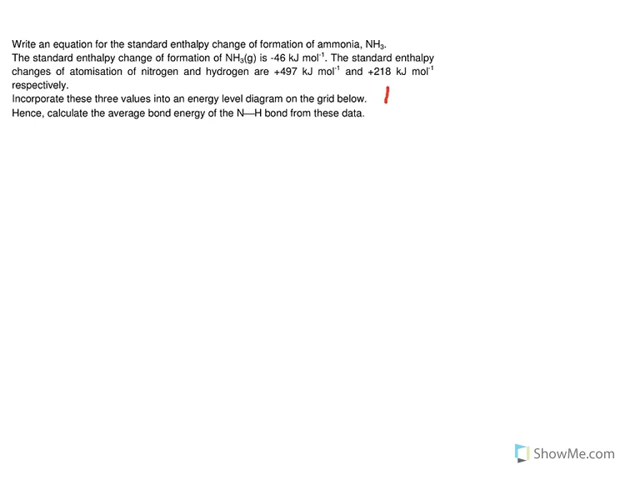 Write an equation for the standard enthalpy change of formation of ammonia, NH₃.
The standard enthalpy change of formation of NH₃(g) is -46 kJ mol⁻¹. The standard enthalpy
changes of atomisation of nitrogen and hydrogen are +497 kJ mol⁻¹ and +218 kJ mol⁻¹
respectively.
Incorporate these three values into an energy level diagram on the grid below.
Hence, calculate the average bond energy of the N—H bond from these data.
ShowMe.com